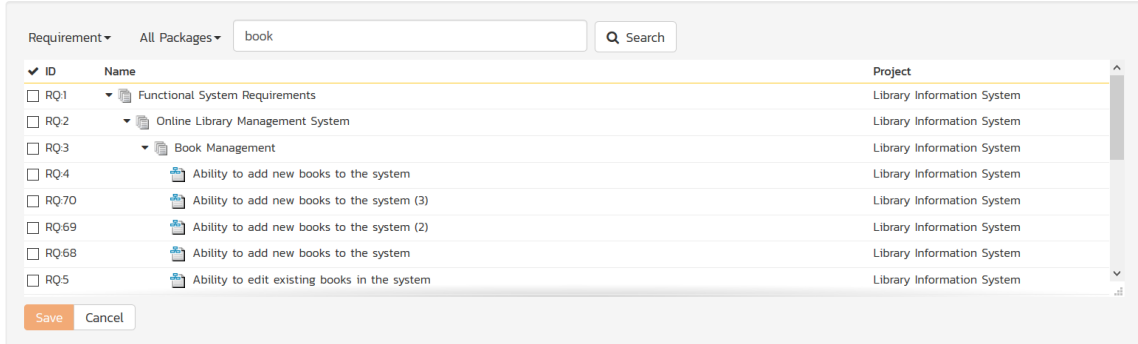 Requirement All Packages book Search
ID Name Project
RQ:1 Functional System Requirements Library Information System
RQ:2 Online Library Management System Library Information System
RQ:3 Book Management Library Information System
RQ:4 Ability to add new books to the system Library Information System
RQ:70 Ability to add new books to the system (3) Library Information System
RQ:69 Ability to add new books to the system (2) Library Information System
RQ:68 Ability to add new books to the system Library Information System
RQ:5 Ability to edit existing books in the system Library Information System
Save Cancel